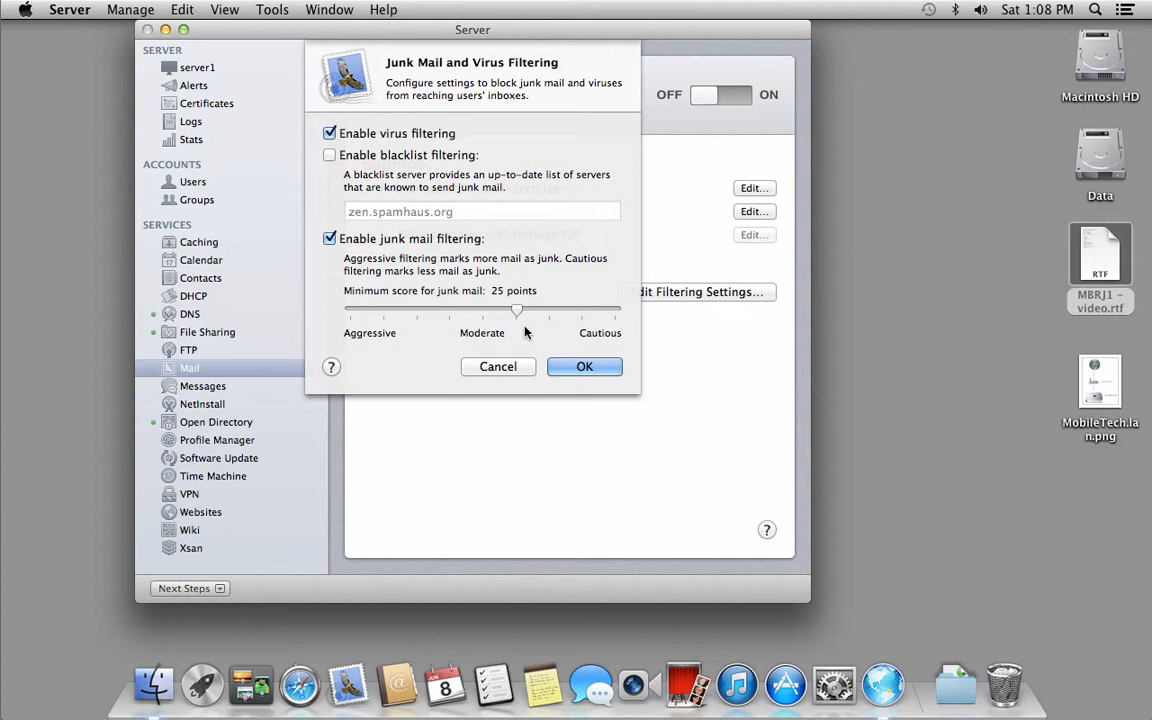 Server Manage Edit View Tools Window Help Sat 1:08 PM
Server
SERVER
server1
Alerts
Certificates
Logs
Stats
ACCOUNTS
Users
Groups
SERVICES
Caching
Calendar
Contacts
DHCP
DNS
File Sharing
FTP
Mail
Messages
NetInstall
Open Directory
Profile Manager
Software Update
Time Machine
VPN
Websites
Wiki
Xsan
Next Steps
Junk Mail and Virus Filtering
Configure settings to block junk mail and viruses
from reaching users' inboxes.
Enable virus filtering
Enable blacklist filtering:
A blacklist server provides an up-to-date list of servers
that are known to send junk mail.
zen.spamhaus.org
Enable junk mail filtering:
Aggressive filtering marks more mail as junk. Cautious
filtering marks less mail as junk.
Minimum score for junk mail: 25 points
Aggressive Moderate Cautious
? Cancel OK
OFF ON
Edit...
Edit...
Edit...
dit Filtering Settings...
?
Macintosh HD
Data
RTF
MBRJ1 –
video.rtf
MobileTech.la
n.png
8